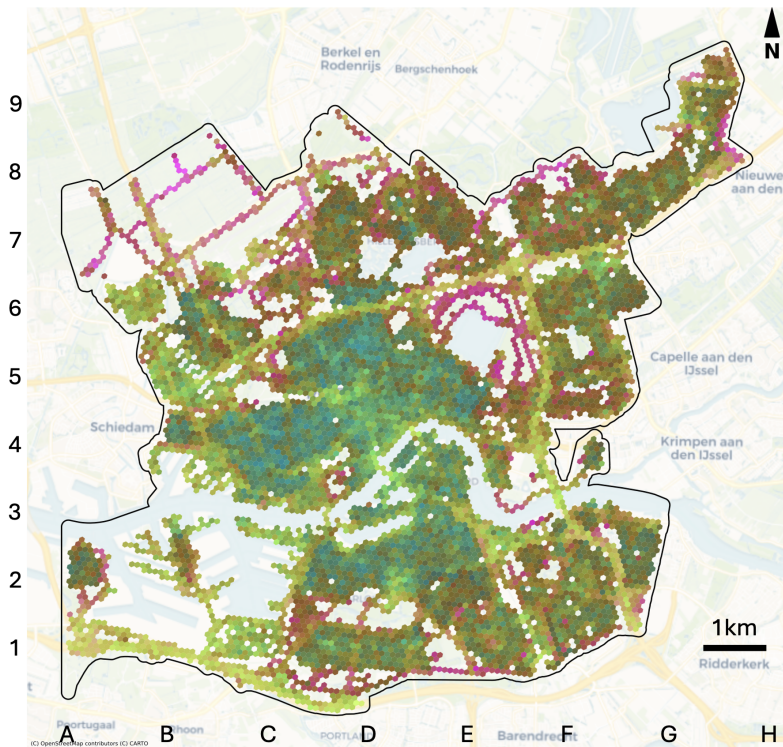 Berkel en
Rodenrijs
Bergschenhoek
N
9
8
Nieuwe
aan den
7
6
5
Capelle aan den
IJssel
Schiedam
4
Krimpen aan
den IJssel
3
2
1
1km
Ridderkerk
A B C D E F G H
Poortugaal
Rhoon
PORTLAND
Barendrecht
(C) OpenStreetMap contributors (C) CARTO